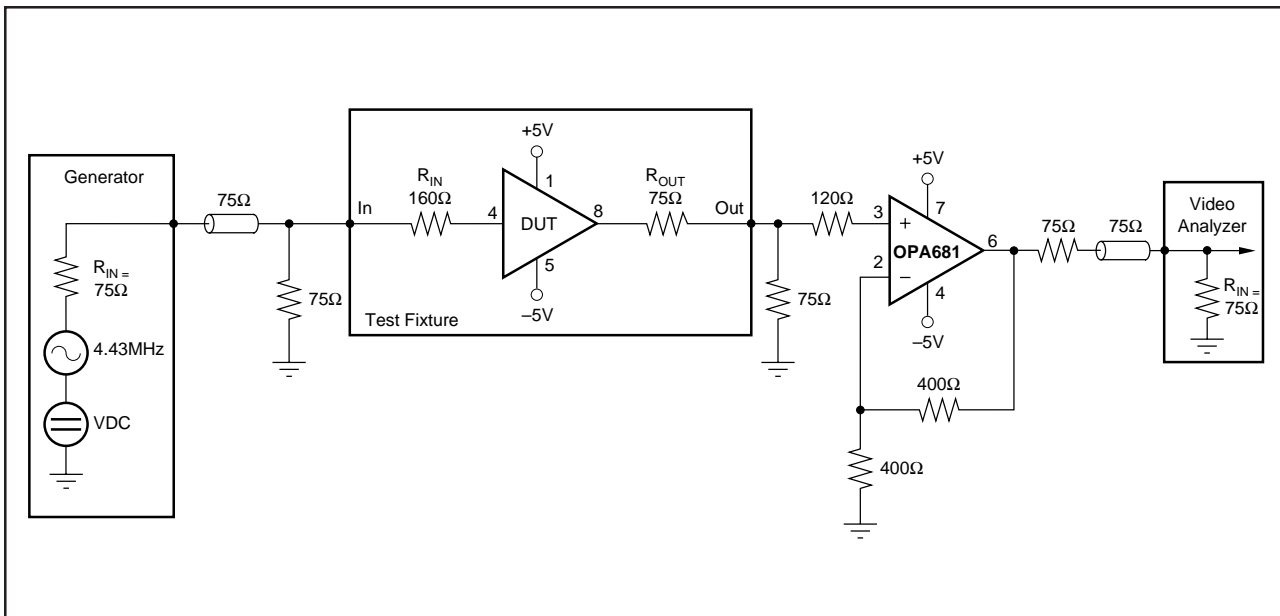 Generator
R_IN =
75Ω
4.43MHz
VDC
75Ω
75Ω
In
R_IN
160Ω
4
+5V
1
DUT
5
–5V
8
R_OUT
75Ω
Out
Test Fixture
75Ω
120Ω
+5V
3
+
7
OPA681
2
–
4
–5V
6
400Ω
400Ω
75Ω
75Ω
Video
Analyzer
R_IN =
75Ω